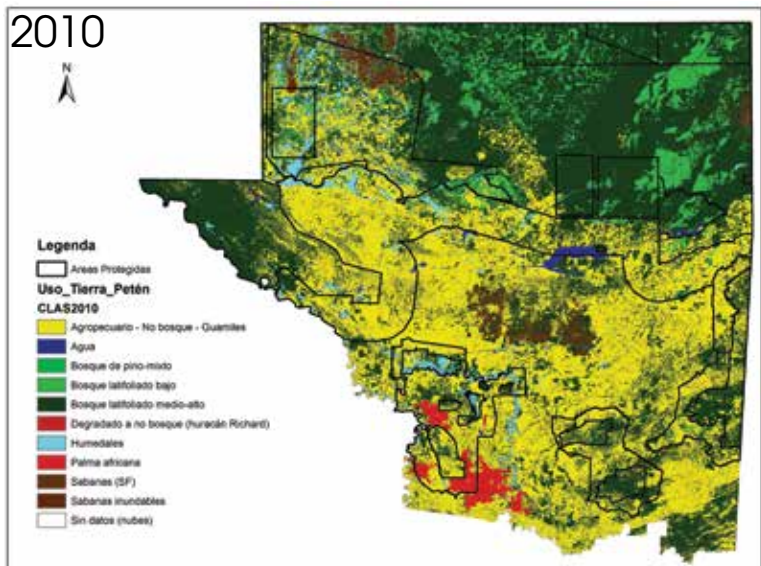 2010
N
Legenda
Areas Protegidas
Uso_Tierra_Petén
CLAS2010
Agropecuario - No bosque - Guamiles
Agua
Bosque de pino-mixto
Bosque latifoliado bajo
Bosque latifoliado medio-alto
Degradado a no bosque (huracán Richard)
Humedales
Palma africana
Sabanas (SF)
Sabanas inundables
Sin datos (nubes)